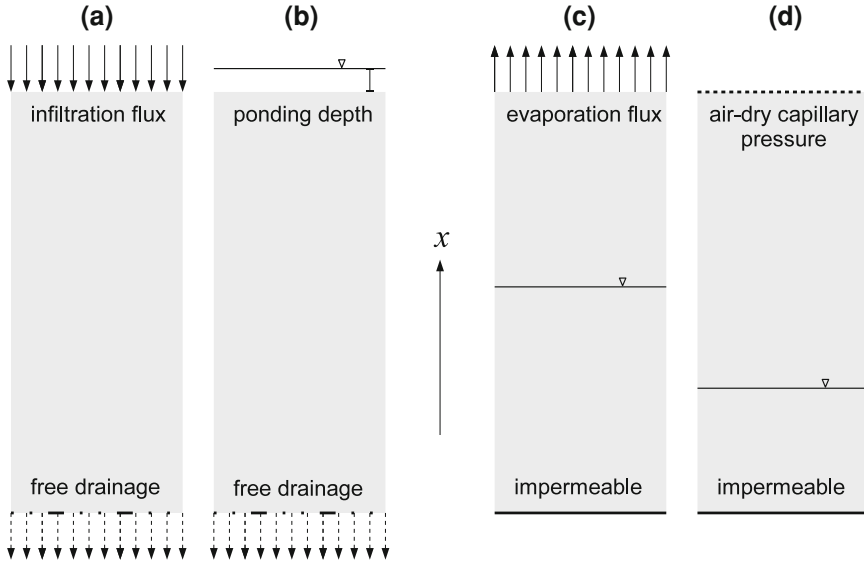 (a)
(b)
(c)
(d)
infiltration flux
ponding depth
evaporation flux
air-dry capillary
pressure
x
free drainage
free drainage
impermeable
impermeable